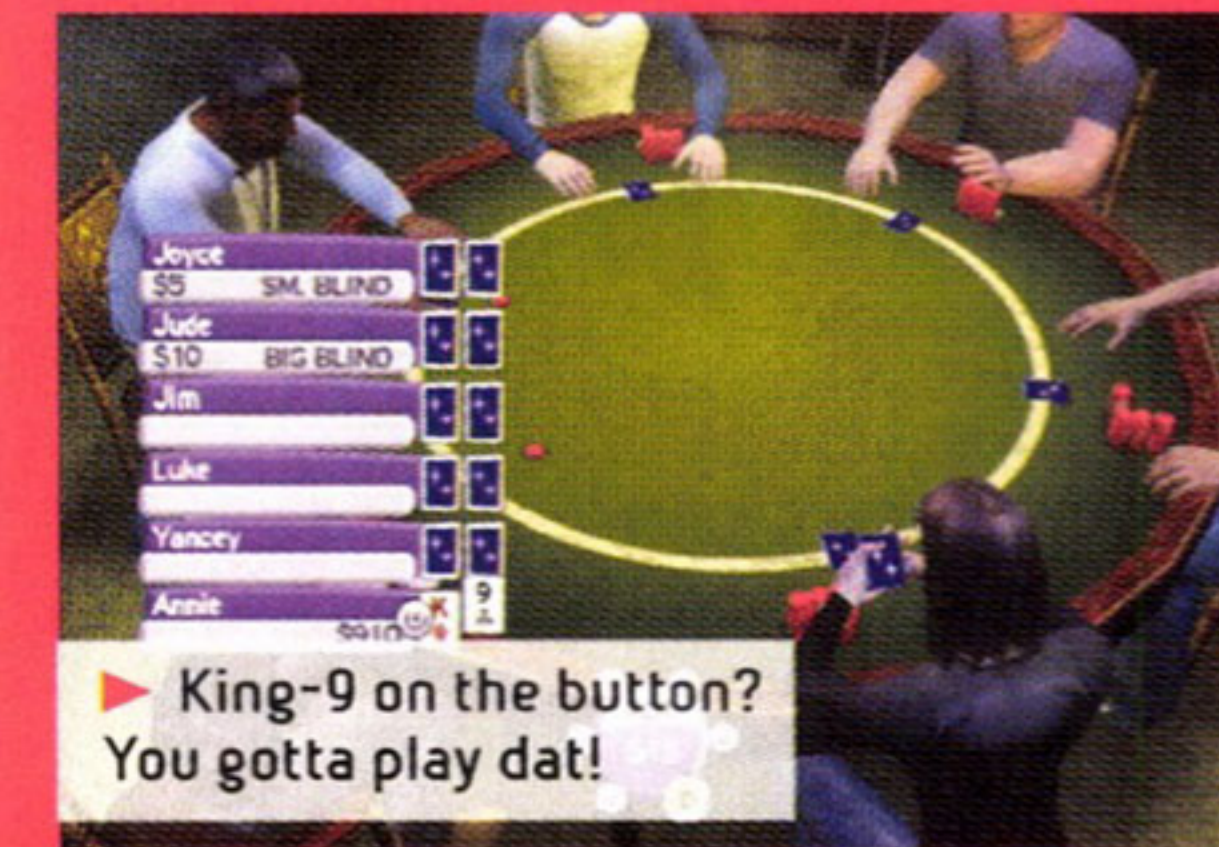 Joyce
$5 SM. BLIND
Jude
$10 BIG BLIND
Jim
Luke
Yancey
Annie
9
King-9 on the button?
You gotta play dat!